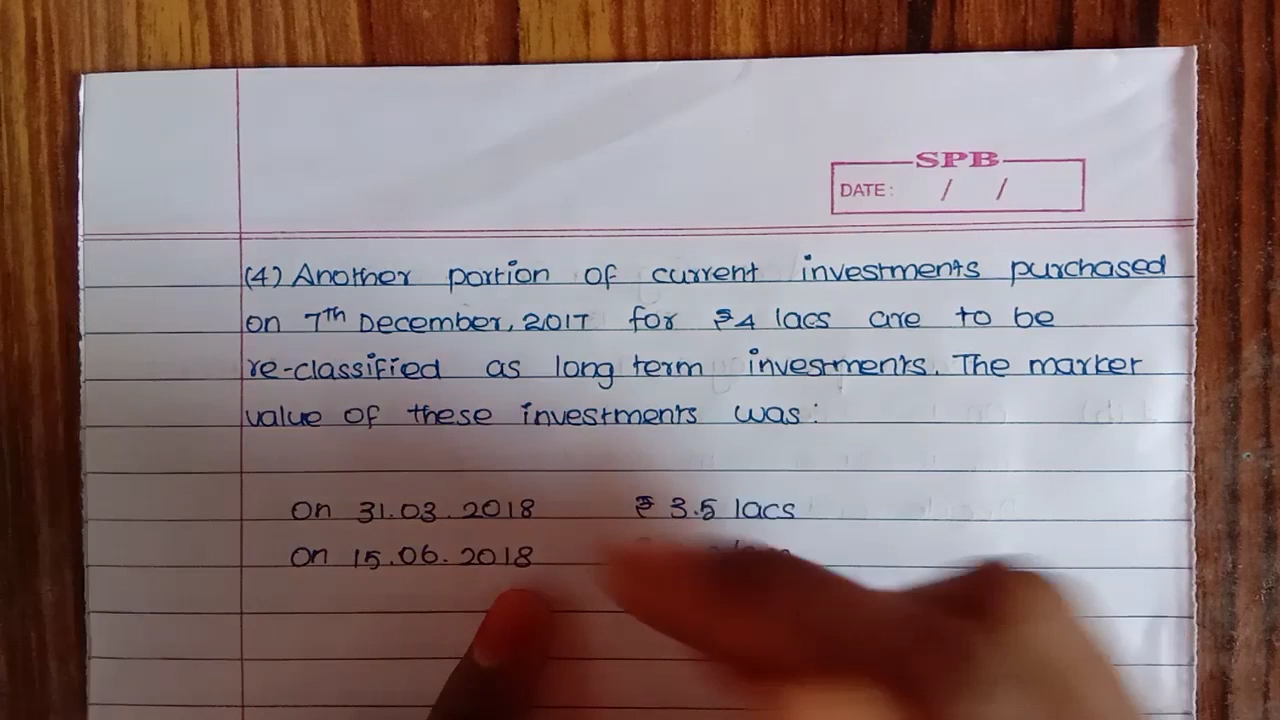 SPB
DATE: / /
(4) Another portion of current investments purchased
on 7th December, 2017 for ₹4 lacs are to be
re-classified as long term investments. The market
value of these investments was:
On 31.03.2018 ₹ 3.5 lacs
On 15.06.2018